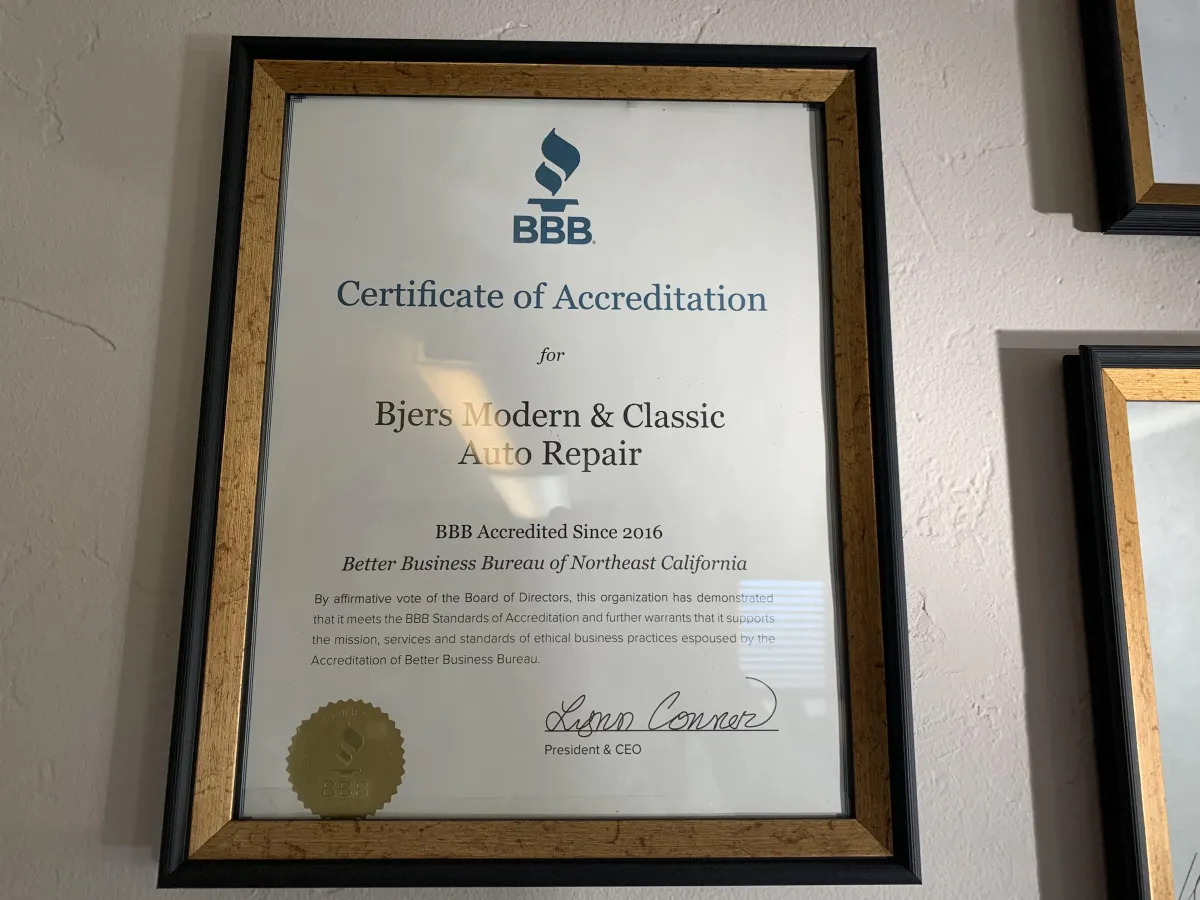 BBB
Certificate of Accreditation
for
Bjers Modern & Classic
Auto Repair
BBB Accredited Since 2016
Better Business Bureau of Northeast California
By affirmative vote of the Board of Directors, this organization has demonstrated
that it meets the BBB Standards of Accreditation and further warrants that it supports
the mission, services and standards of ethical business practices espoused by the
Accreditation of Better Business Bureau.
Lynn Conner
President & CEO
BBB